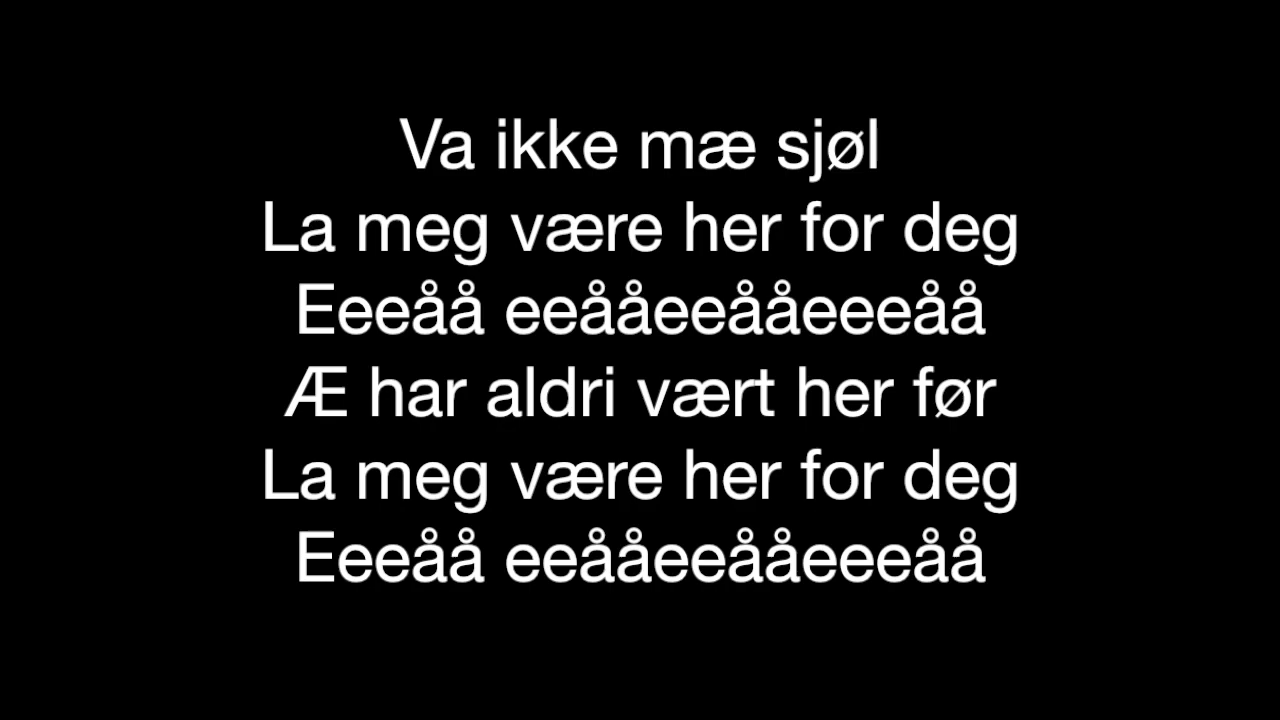 Va ikke mæ sjøl
La meg være her for deg
Eeeåå eeååeeååeeeåå
Æ har aldri vært her før
La meg være her for deg
Eeeåå eeååeeååeeeåå